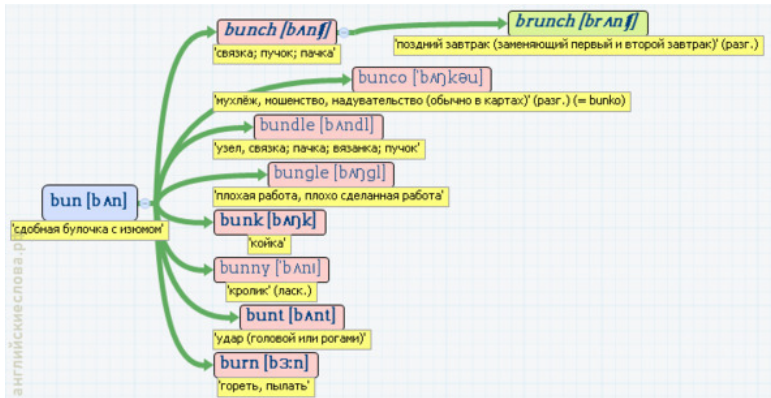 bunch [bʌnʧ]
'связка; пучок; пачка'
brunch [brʌnʧ]
'поздний завтрак (заменяющий первый и второй завтрак)' (разг.)
bunco ['bʌŋkəu]
'мухлёж, мошенство, надувательство (обычно в картах)' (разг.) (= bunko)
bundle [bʌndl]
'узел, связка; пачка; вязанка; пучок'
bungle [bʌŋgl]
'плохая работа, плохо сделанная работа'
bun [bʌn]
'сдобная булочка с изюмом'
bunk [bʌŋk]
'койка'
bunny ['bʌnı]
'кролик' (ласк.)
bunt [bʌnt]
'удар (головой или рогами)'
burn [bɜ:n]
'гореть, пылать'